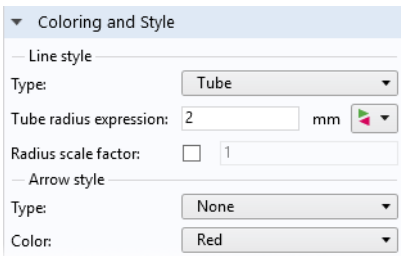 Coloring and Style
Line style
Type: Tube
Tube radius expression: 2 mm
Radius scale factor: 1
Arrow style
Type: None
Color: Red